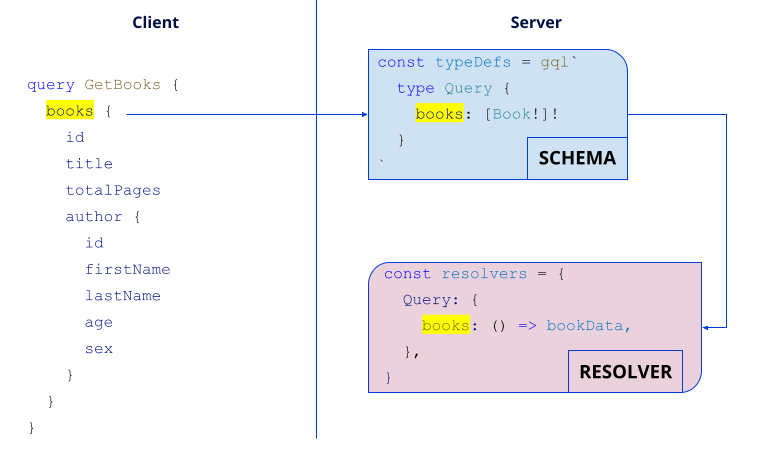 Client
query GetBooks {
books {
id
title
totalPages
author {
id
firstName
lastName
age
sex
}
}
}
Server
const typeDefs = gql`
type Query {
books: [Book!]!
}
`
SCHEMA
const resolvers = {
Query: {
books: () => bookData,
},
}
RESOLVER